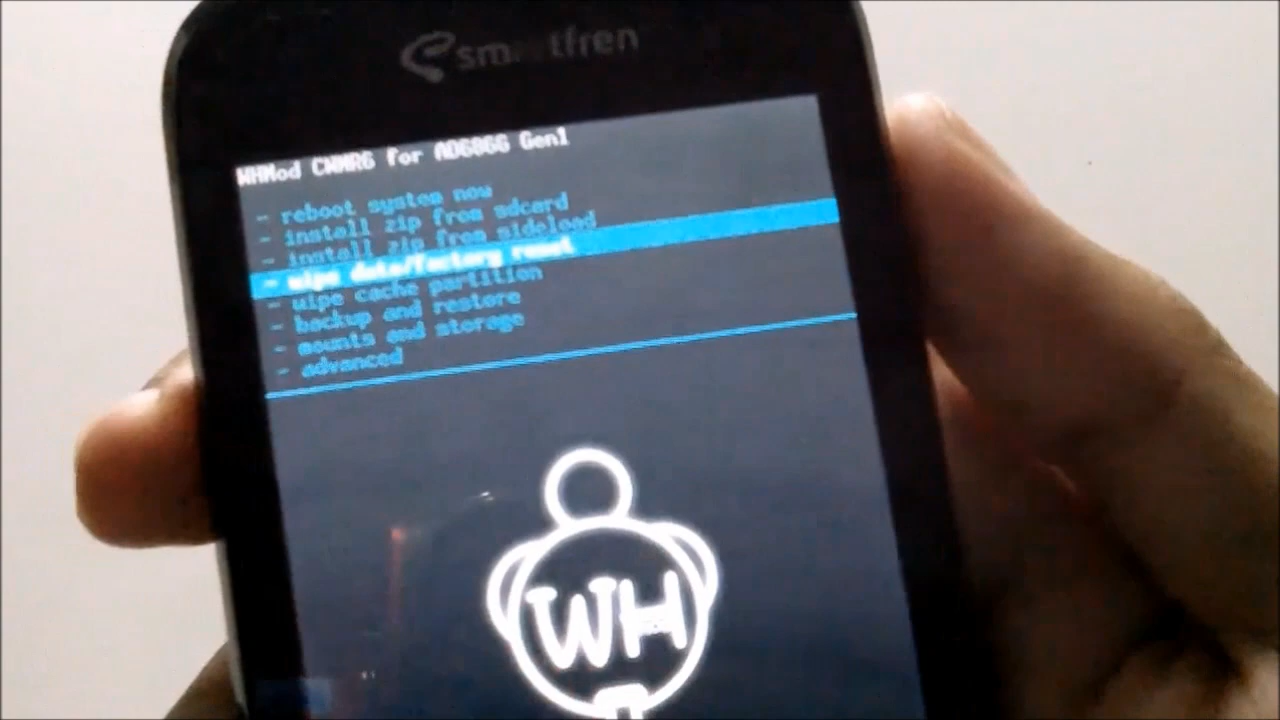 smartfren
WHMod CWMR6 for AD686G Gen1
- reboot system now
- install zip from sdcard
- install zip from sideload
- wipe data/factory reset
- wipe cache partition
- backup and restore
- mounts and storage
- advanced
WH